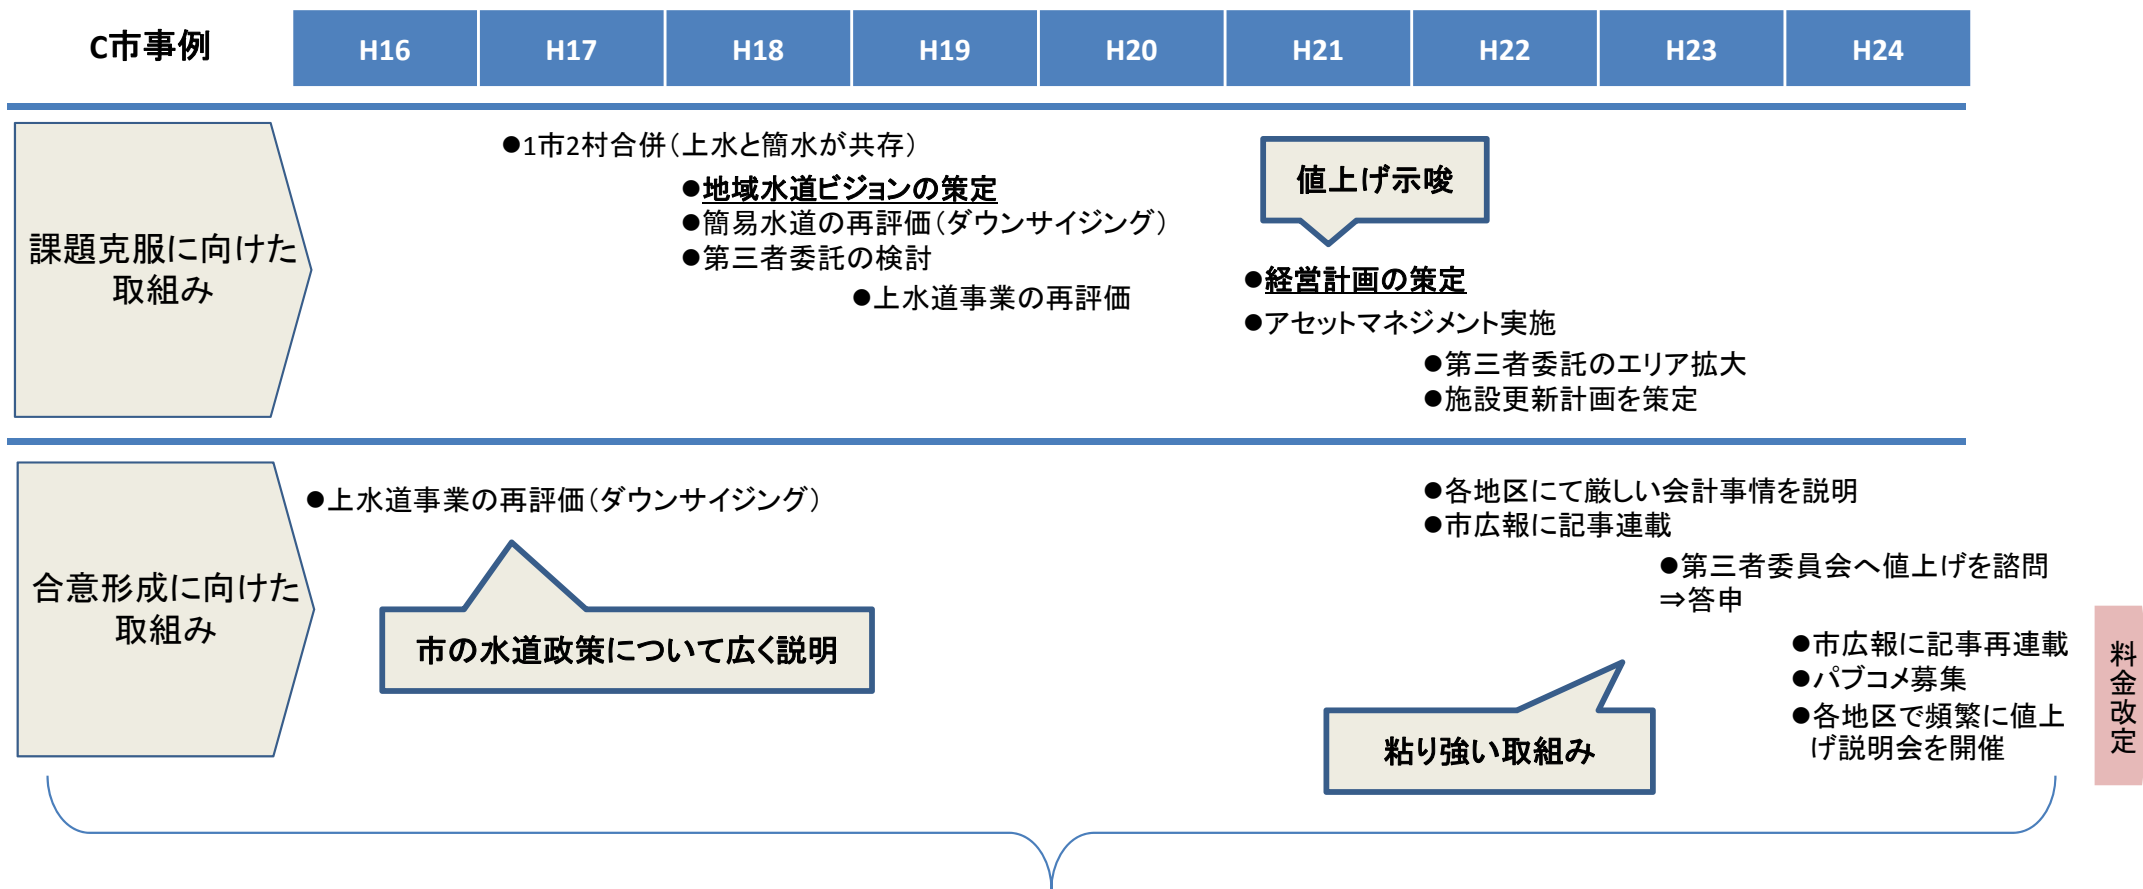 C市事例
H16
H17
H18
H19
H20
H21
H22
H23
H24
課題克服に向けた
取組み
●1市2村合併（上水と簡水が共存）
●地域水道ビジョンの策定
●簡易水道の再評価（ダウンサイジング）
●第三者委託の検討
●上水道事業の再評価
値上げ示唆
●経営計画の策定
●アセットマネジメント実施
●第三者委託のエリア拡大
●施設更新計画を策定
合意形成に向けた
取組み
●上水道事業の再評価（ダウンサイジング）
市の水道政策について広く説明
●各地区にて厳しい会計事情を説明
●市広報に記事連載
●第三者委員会へ値上げを諮問
⇒答申
粘り強い取組み
●市広報に記事再連載
●パブコメ募集
●各地区で頻繁に値上
げ説明会を開催
料金改定